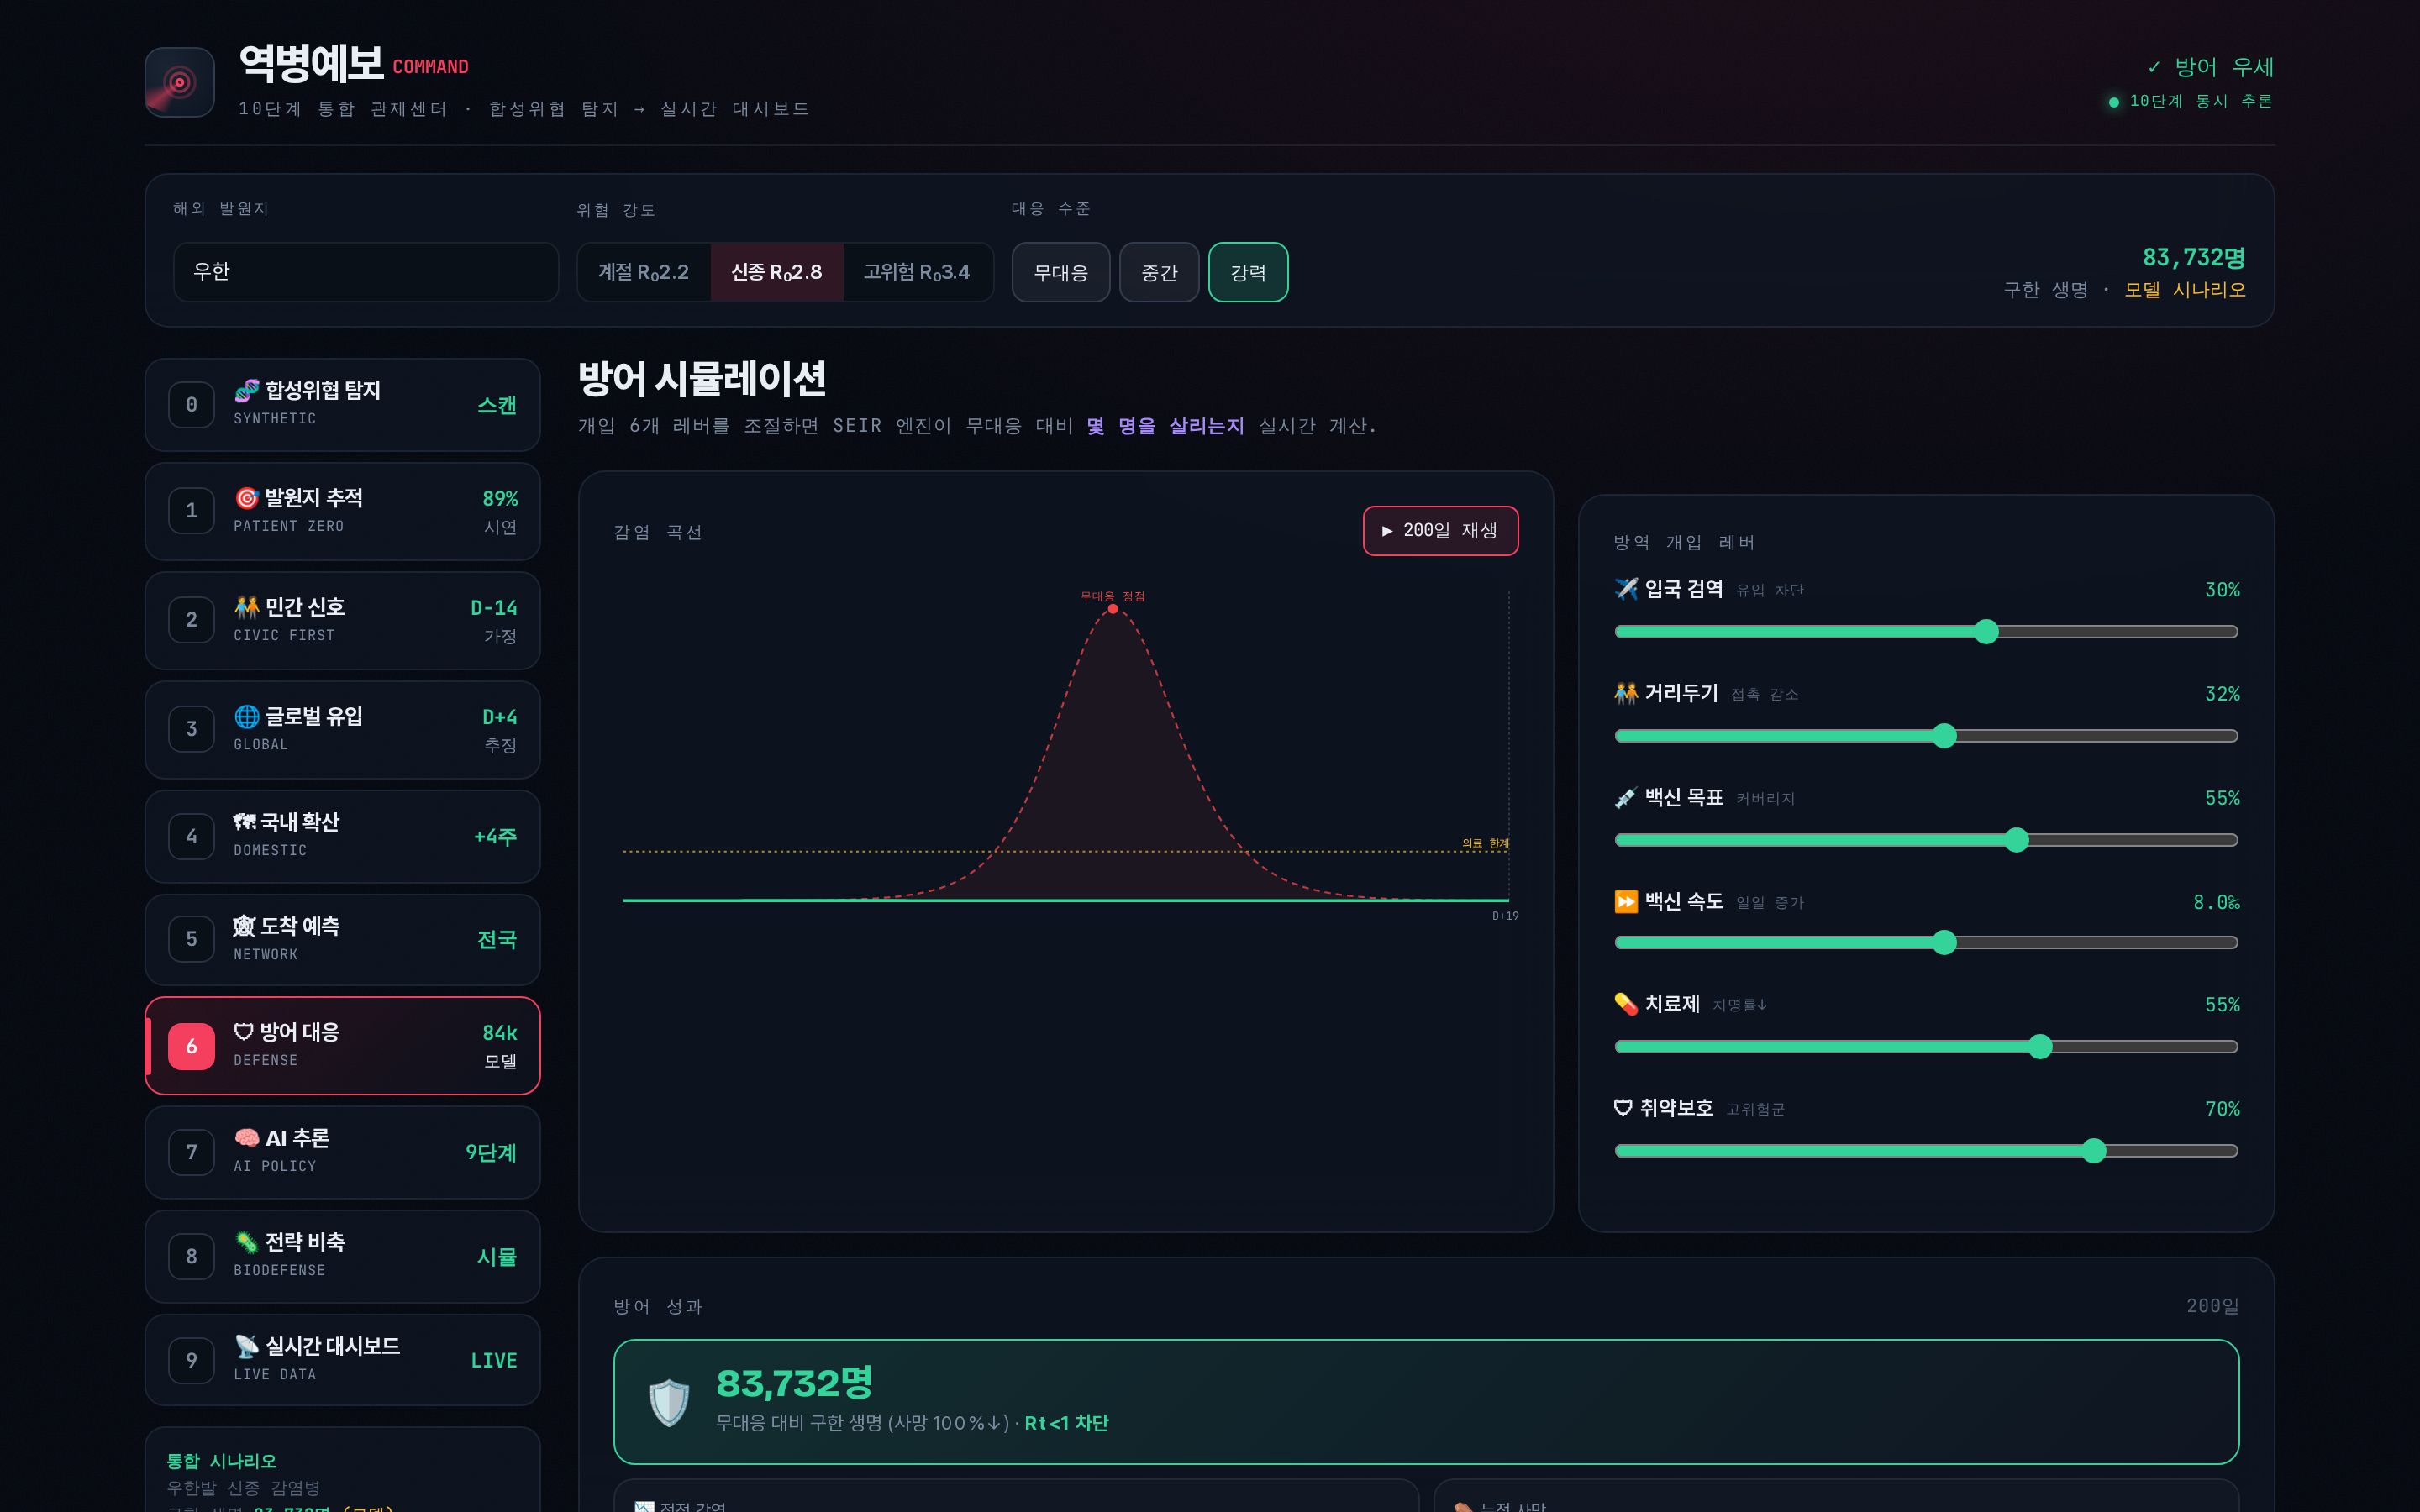 역병예보 COMMAND
10단계 통합 관제센터 · 합성위협 탐지 → 실시간 대시보드
✓ 방어 우세
● 10단계 동시 추론
해외 발원지
우한
위협 강도
계절 R₀2.2
신종 R₀2.8
고위험 R₀3.4
대응 수준
무대응
중간
강력
83,732명
구한 생명 · 모델 시나리오
0
🧬 합성위협 탐지
SYNTHETIC
스캔
1
🎯 발원지 추적
PATIENT ZERO
89%
시연
2
🧑‍🤝‍🧑 민간 신호
CIVIC FIRST
D-14
가정
3
🌐 글로벌 유입
GLOBAL
D+4
추정
4
🗺 국내 확산
DOMESTIC
+4주
5
🕸 도착 예측
NETWORK
전국
6
🛡 방어 대응
DEFENSE
84k
모델
7
🧠 AI 추론
AI POLICY
9단계
8
🦠 전략 비축
BIODEFENSE
시뮬
9
📡 실시간 대시보드
LIVE DATA
LIVE
통합 시나리오
우한발 신종 감염병
구한 생명 83,732명 (모델)
방어 시뮬레이션
개입 6개 레버를 조절하면 SEIR 엔진이 무대응 대비 몇 명을 살리는지 실시간 계산.
감염 곡선
▶ 200일 재생
무대응 정점
의료 한계
D+19
방역 개입 레버
✈️ 입국 검역 유입 차단 30%
🧑‍🤝‍🧑 거리두기 접촉 감소 32%
💉 백신 목표 커버리지 55%
⏩ 백신 속도 일일 증가 8.0‰
💊 치료제 치명률↓ 55%
🛡 취약보호 고위험군 70%
방어 성과
200일
83,732명
무대응 대비 구한 생명 (사망 100%↓) · Rt<1 차단